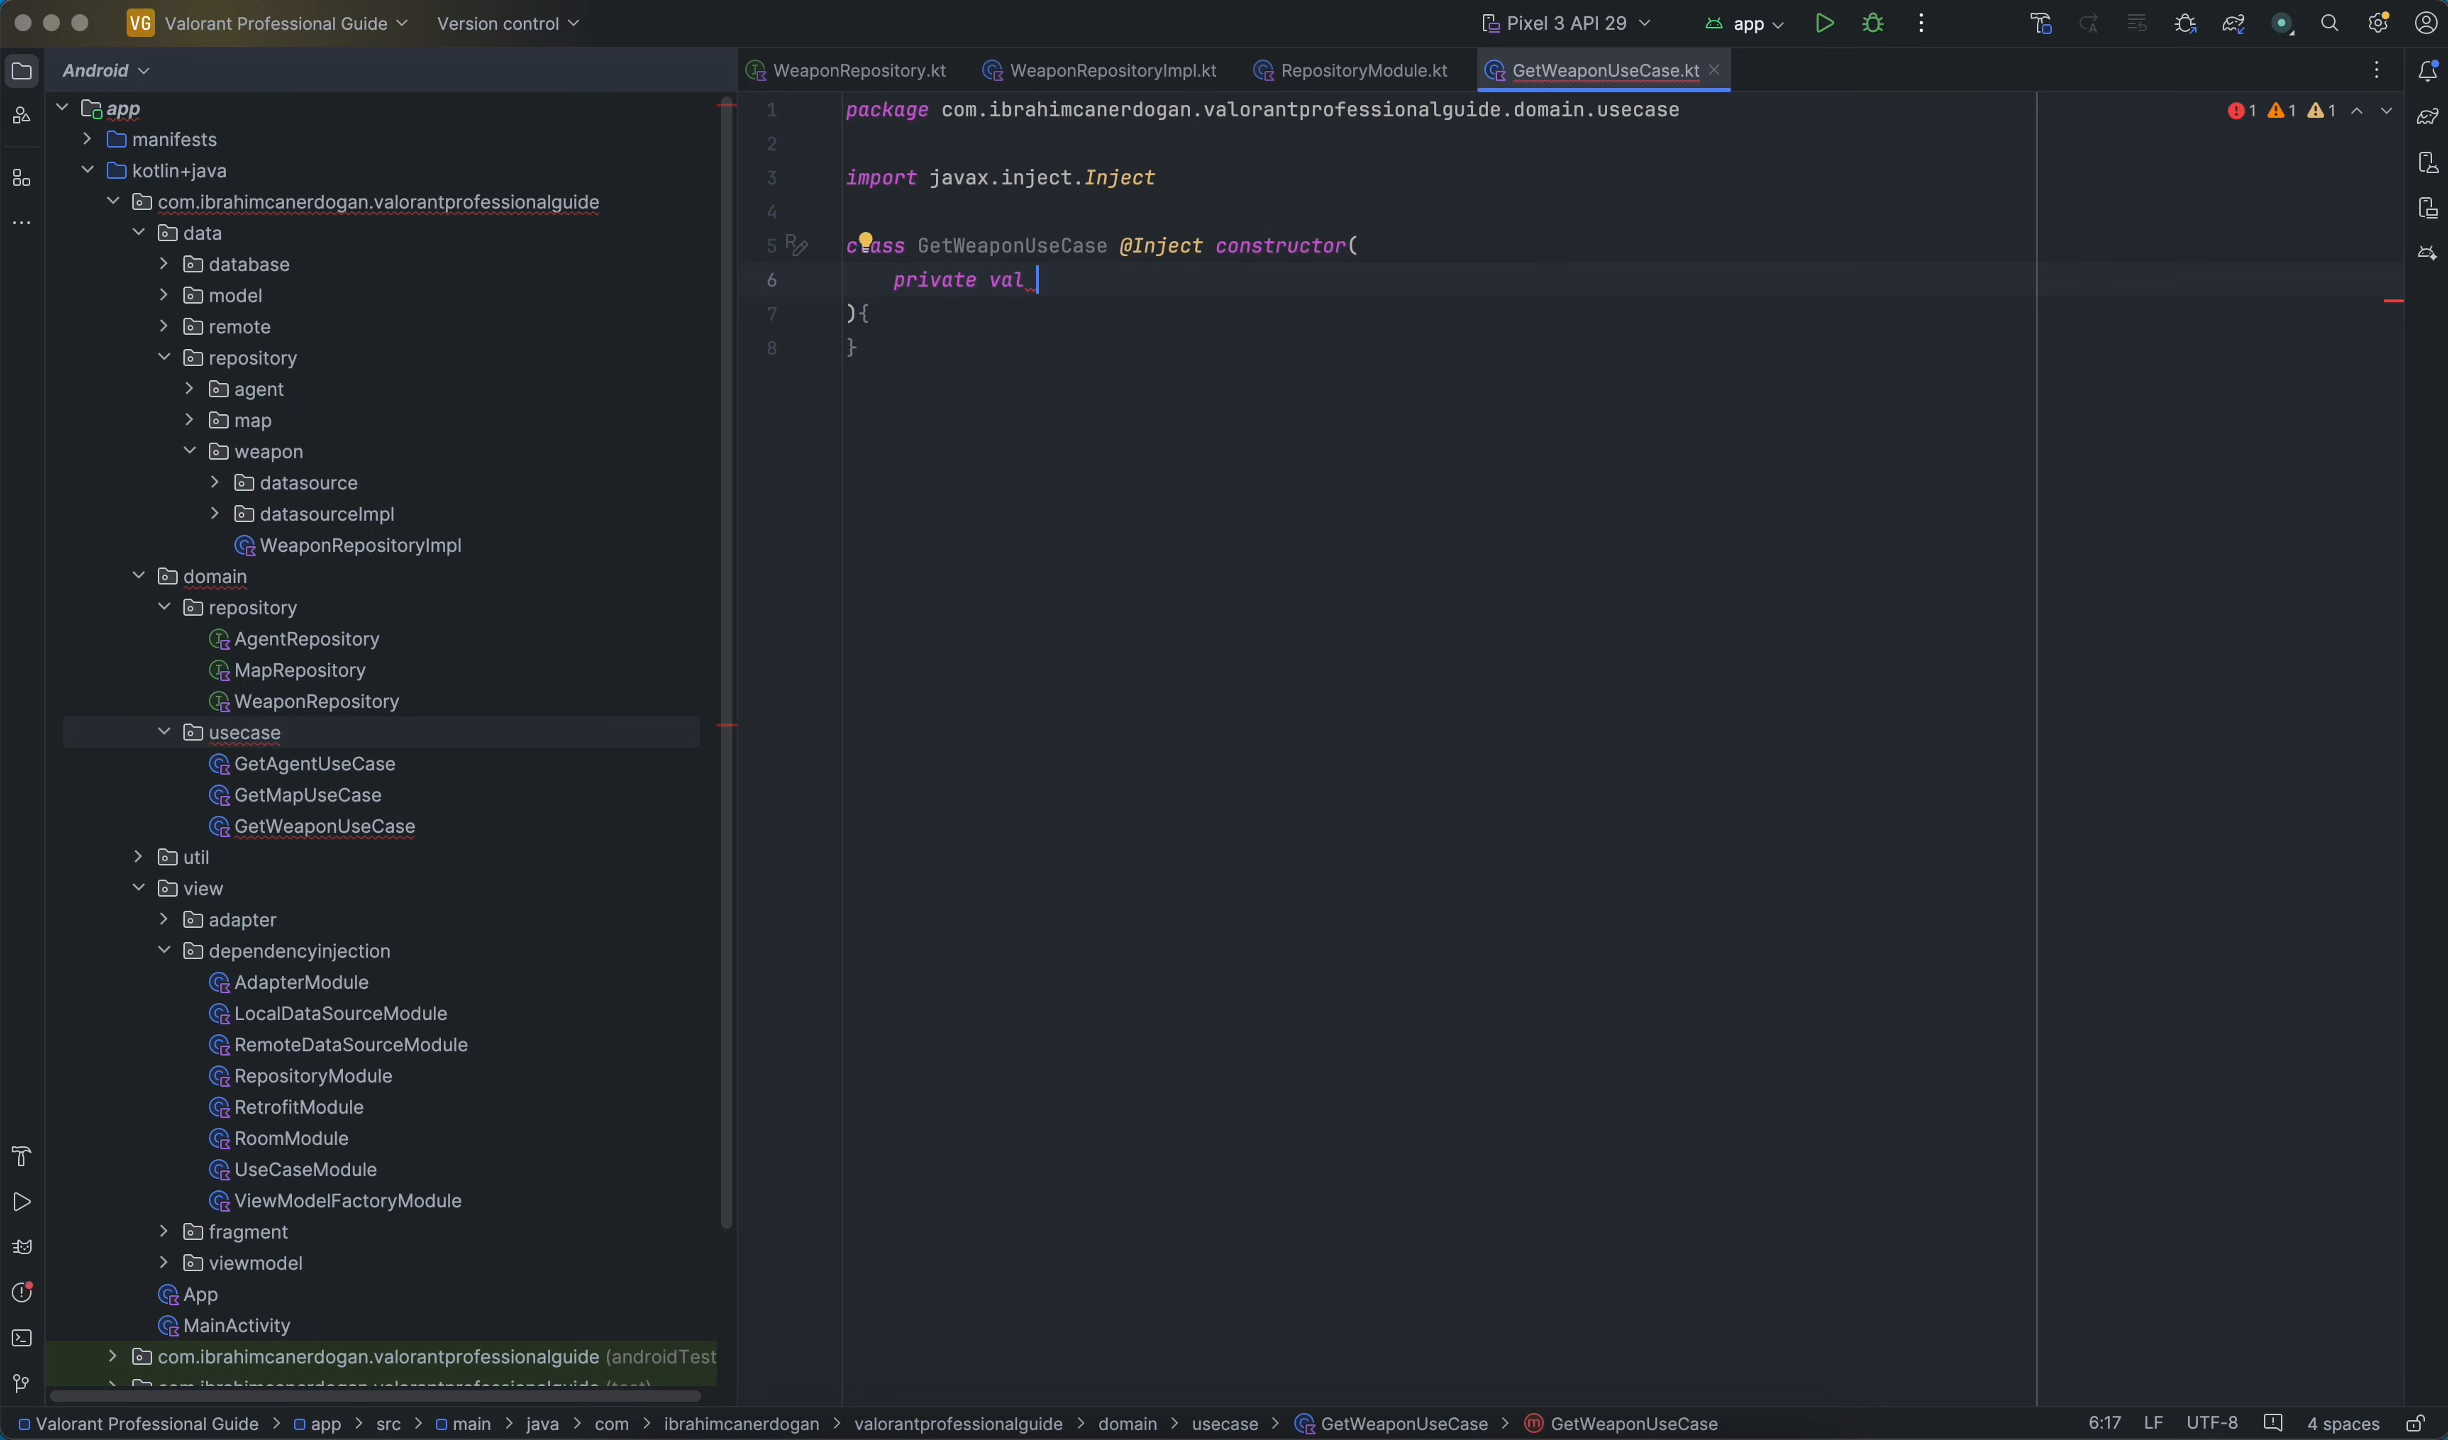 VG Valorant Professional Guide Version control Pixel 3 API 29 app
Android
WeaponRepository.kt WeaponRepositoryImpl.kt RepositoryModule.kt GetWeaponUseCase.kt
app
manifests
kotlin+java
com.ibrahimcanerdogan.valorantprofessionalguide
data
database
model
remote
repository
agent
map
weapon
datasource
datasourceImpl
WeaponRepositoryImpl
domain
repository
AgentRepository
MapRepository
WeaponRepository
usecase
GetAgentUseCase
GetMapUseCase
GetWeaponUseCase
util
view
adapter
dependencyinjection
AdapterModule
LocalDataSourceModule
RemoteDataSourceModule
RepositoryModule
RetrofitModule
RoomModule
UseCaseModule
ViewModelFactoryModule
fragment
viewmodel
App
MainActivity
com.ibrahimcanerdogan.valorantprofessionalguide (androidTest
1 package com.ibrahimcanerdogan.valorantprofessionalguide.domain.usecase
2
3 import javax.inject.Inject
4
5 class GetWeaponUseCase @Inject constructor(
6 private val
7 ){
8 }
1 1 1
Valorant Professional Guide > app > src > main > java > com > ibrahimcanerdogan > valorantprofessionalguide > domain > usecase > GetWeaponUseCase > GetWeaponUseCase 6:17 LF UTF-8 4 spaces